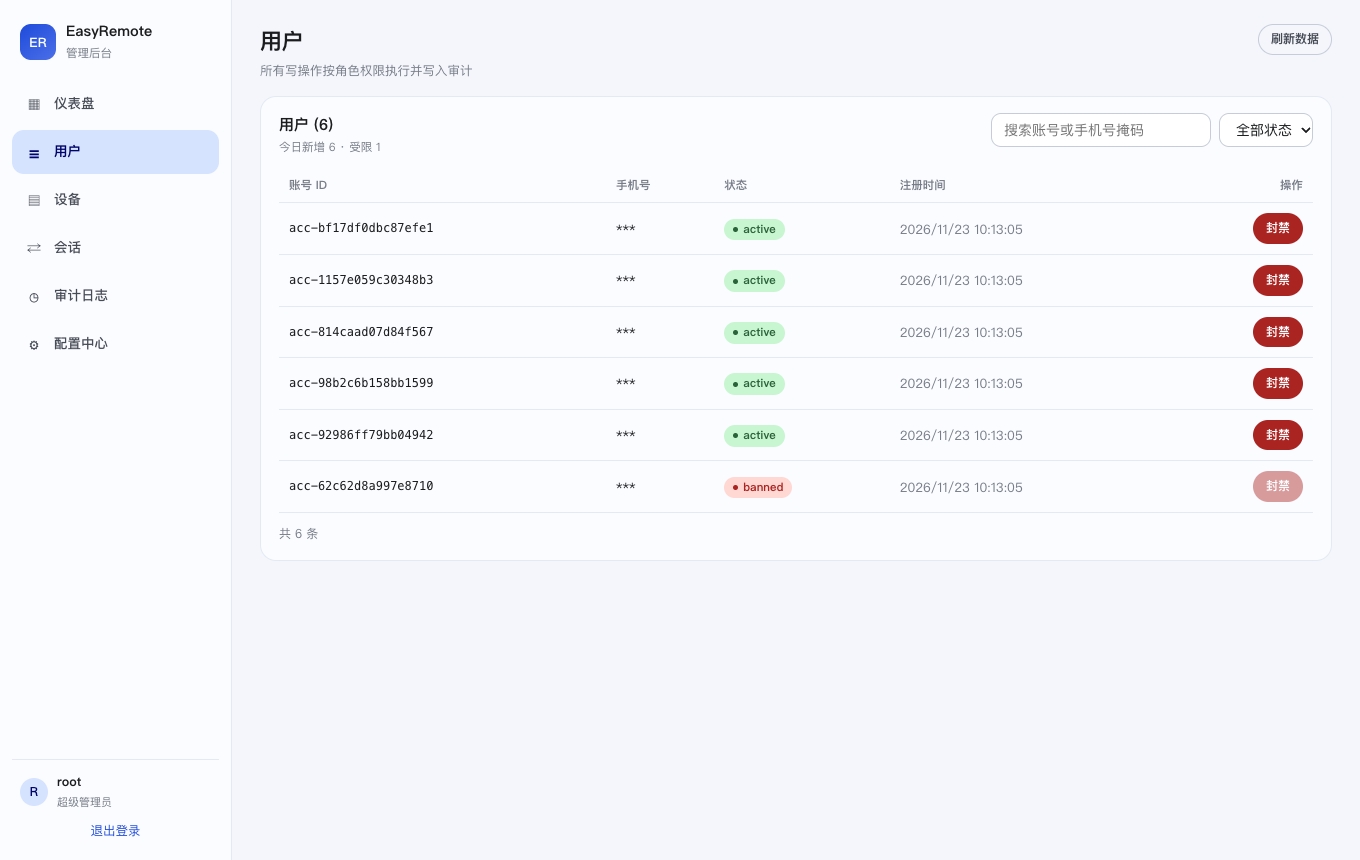 ER
EasyRemote
管理后台
仪表盘
用户
设备
会话
审计日志
配置中心
R
root
超级管理员
退出登录
用户
所有写操作按角色权限执行并写入审计
刷新数据
用户 (6)
今日新增 6 · 受限 1
搜索账号或手机号掩码
全部状态
账号 ID 手机号 状态 注册时间 操作
acc-bf17df0dbc87efe1 *** active 2026/11/23 10:13:05 封禁
acc-1157e059c30348b3 *** active 2026/11/23 10:13:05 封禁
acc-814caad07d84f567 *** active 2026/11/23 10:13:05 封禁
acc-98b2c6b158bb1599 *** active 2026/11/23 10:13:05 封禁
acc-92986ff79bb04942 *** active 2026/11/23 10:13:05 封禁
acc-62c62d8a997e8710 *** banned 2026/11/23 10:13:05 封禁
共 6 条